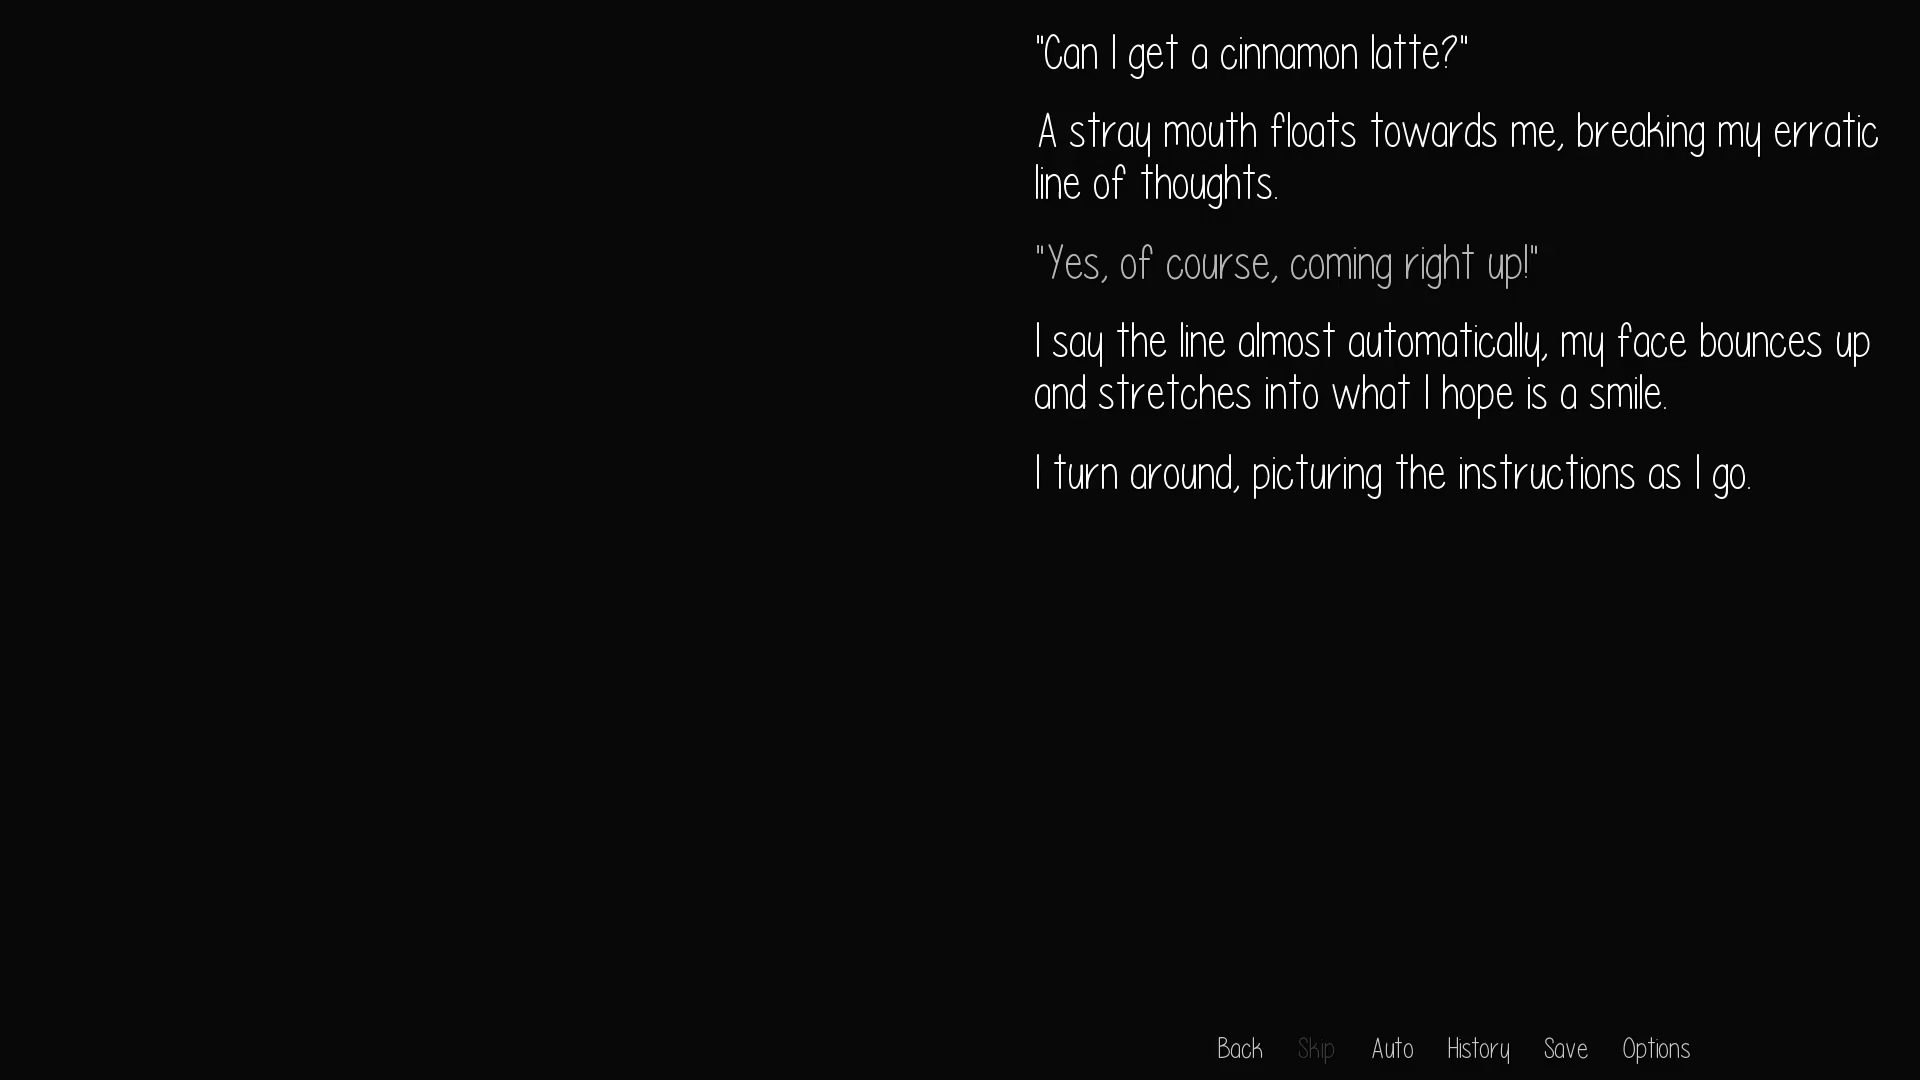 "Can I get a cinnamon latte?"
A stray mouth floats towards me, breaking my erratic
line of thoughts.
"Yes, of course, coming right up!"
I say the line almost automatically, my face bounces up
and stretches into what I hope is a smile.
I turn around, picturing the instructions as I go.
Back Skip Auto History Save Options